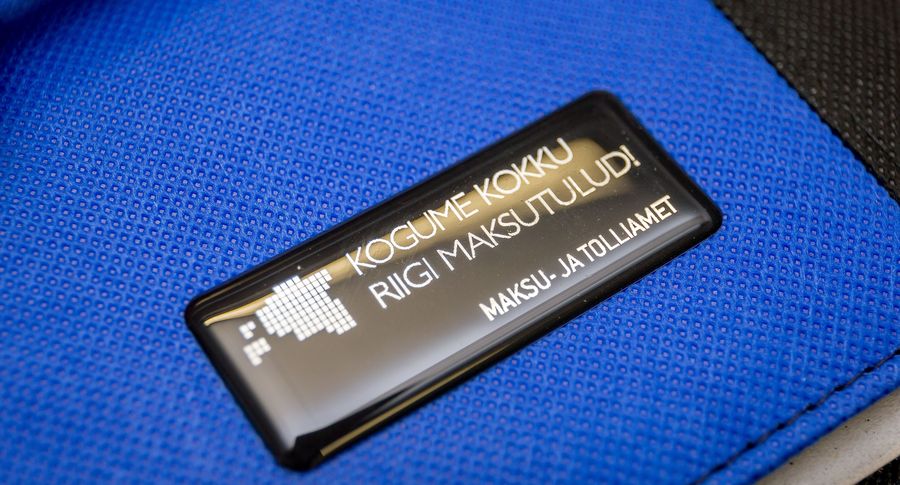 KOGUME KOKKU
RIIGI MAKSUTULUD!
MAKSU- JA TOLLIAMET